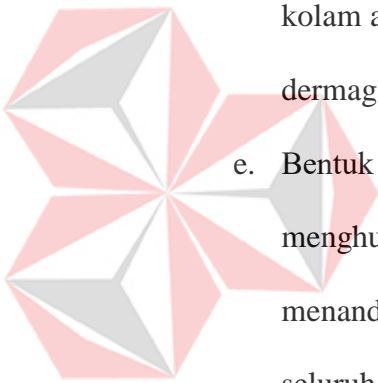 kolam a
dermag
e. Bentuk
menghu
menand
seluruh